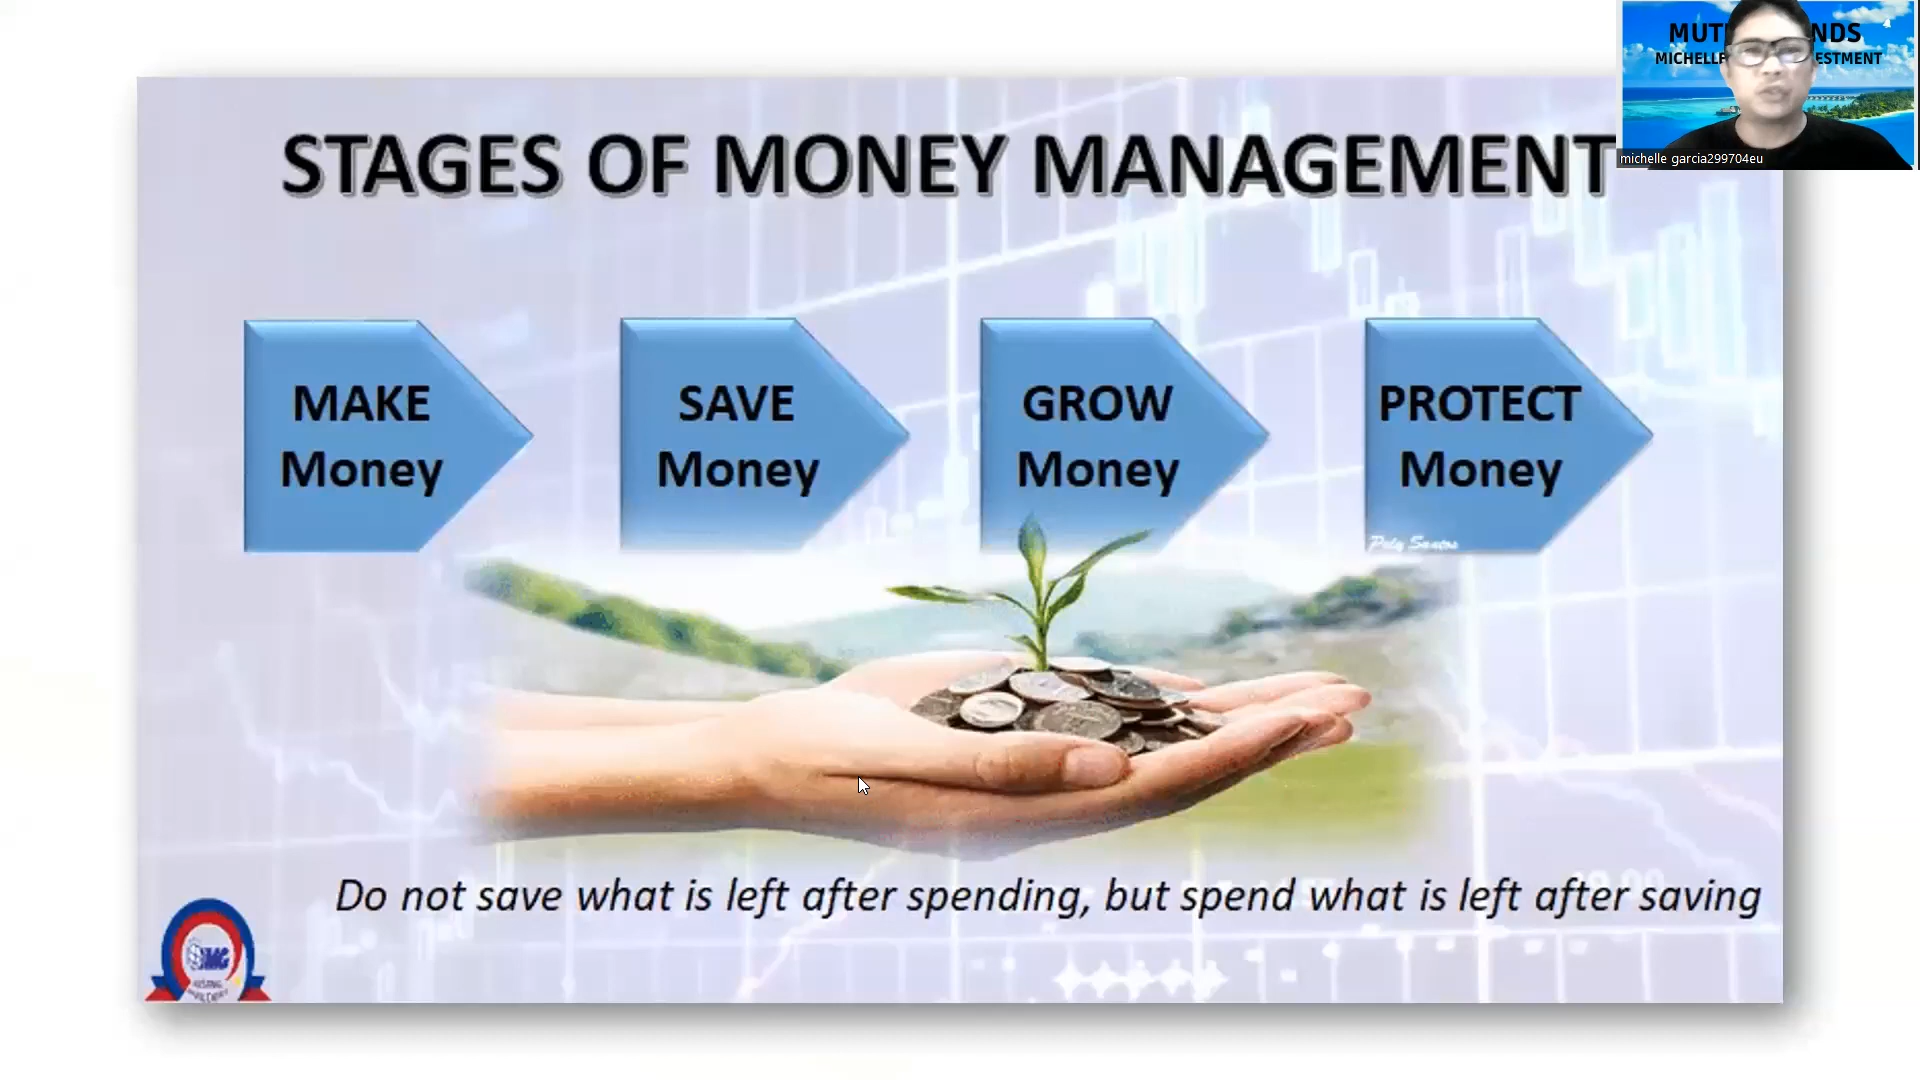 STAGES OF MONEY MANAGEMENT
MAKE
Money
SAVE
Money
GROW
Money
PROTECT
Money
Do not save what is left after spending, but spend what is left after saving
IMG
michelle garcia299704eu